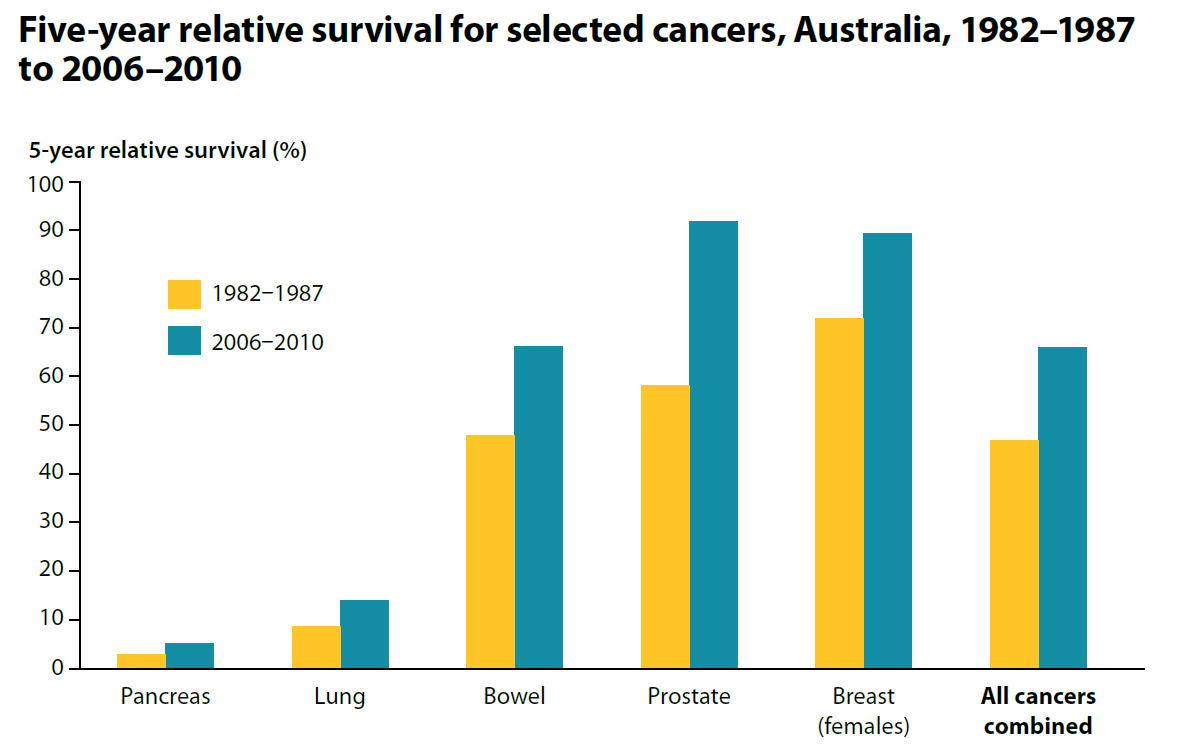 Five-year relative survival for selected cancers, Australia, 1982–1987
to 2006–2010
5-year relative survival (%)
100
90
80
70
60
50
40
30
20
10
0
1982–1987
2006–2010
Pancreas
Lung
Bowel
Prostate
Breast
(females)
All cancers
combined